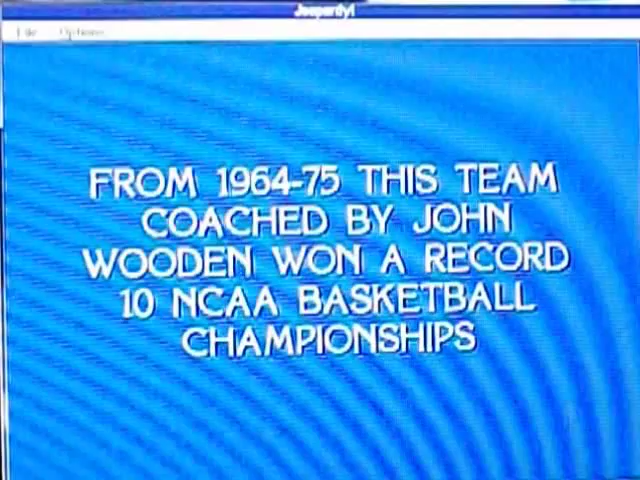 Jeopardy!
File Options
FROM 1964-75 THIS TEAM
COACHED BY JOHN
WOODEN WON A RECORD
10 NCAA BASKETBALL
CHAMPIONSHIPS